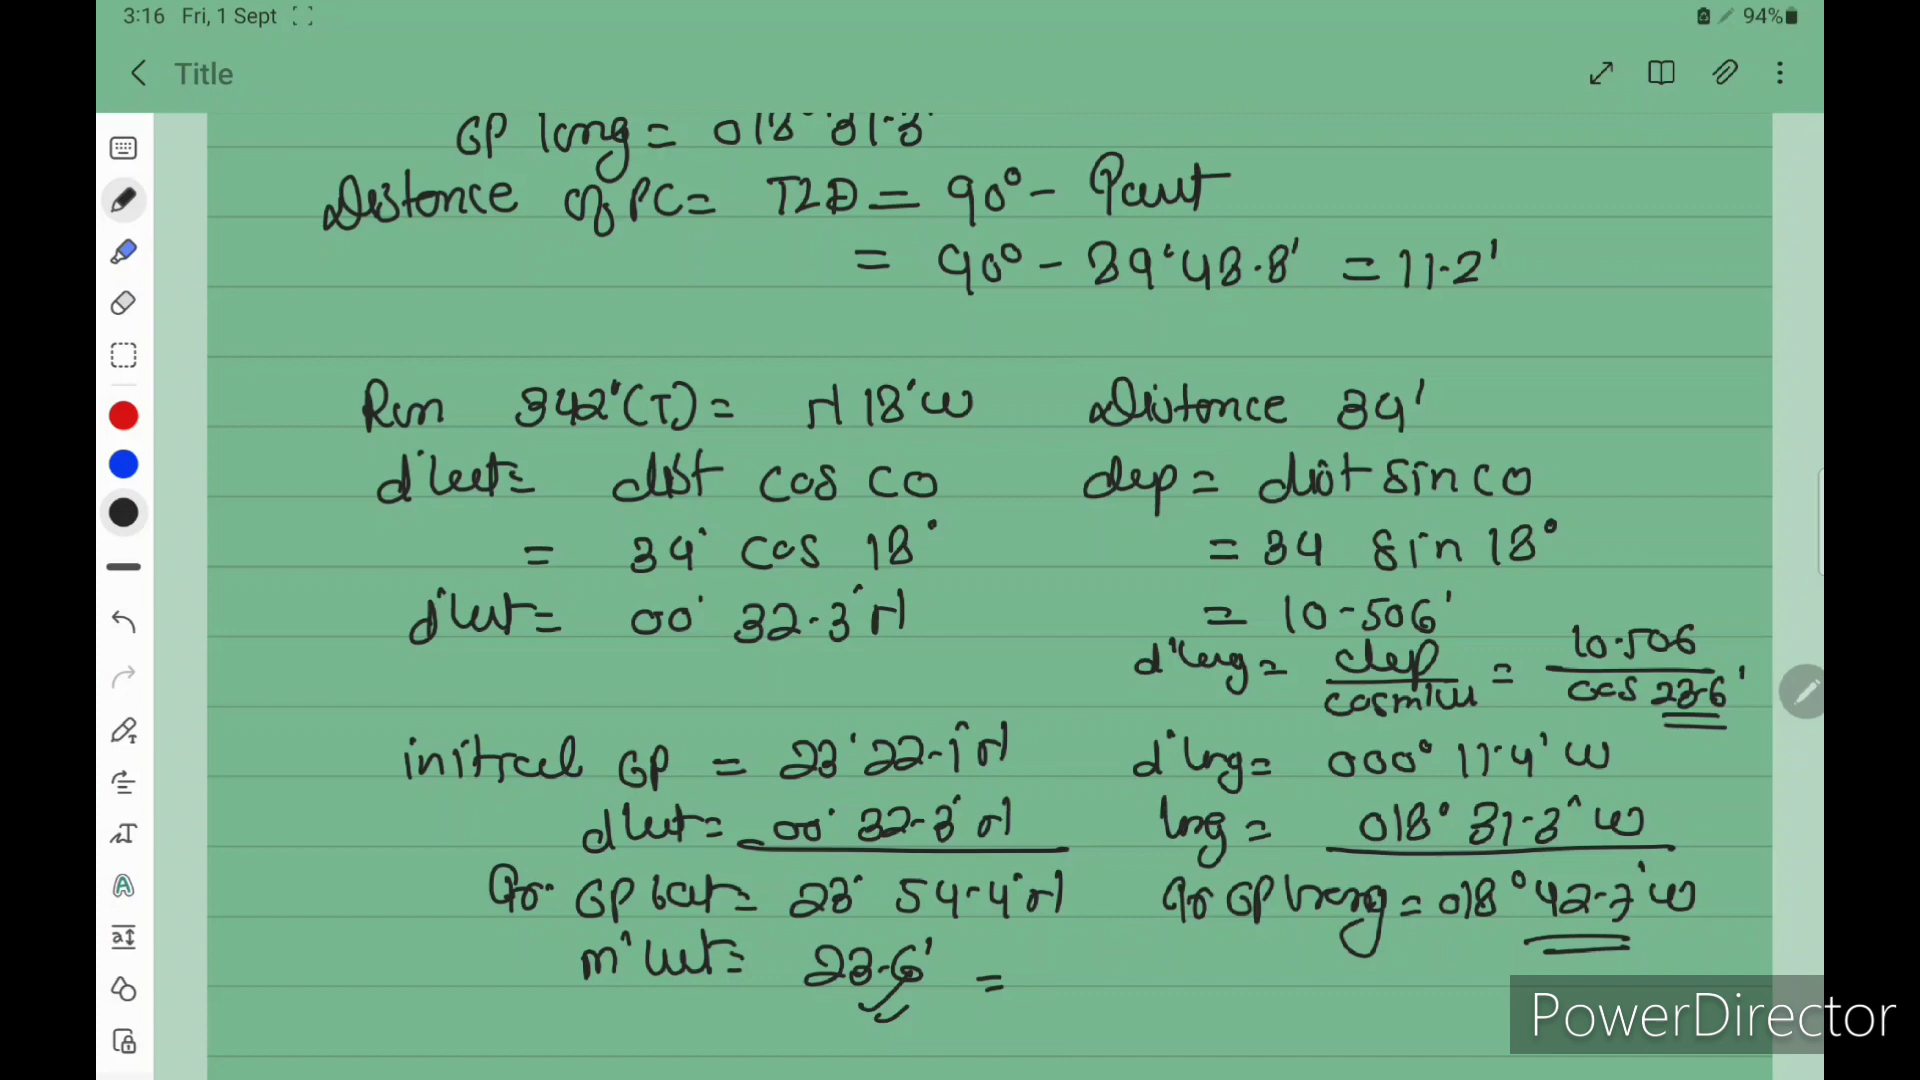 3:16 Fri, 1 Sept
94%
Title
GP long = 018° 31.3'
Distance of PC = TZD = 90° -
= 90° - 89° 48.8' = 11.2'
Run 342° (T) = N 18° W Distance 34'
d'lat = dist cos co dep = dist sin co
= 34' cos 18° = 34 sin 18°
d'lat = 00° 32.3' N = 10.506'
d'long = dep / cos m'lat = 10.506 / cos 23.6'
initial GP = 23° 22.1' N d'long = 000° 11.4' W
d'lat = 00° 32.3' N long = 018° 31.3' W
GP lat = 23° 54.4' N GP long = 018° 42.7' W
m'lat = 23.6' =
PowerDirector